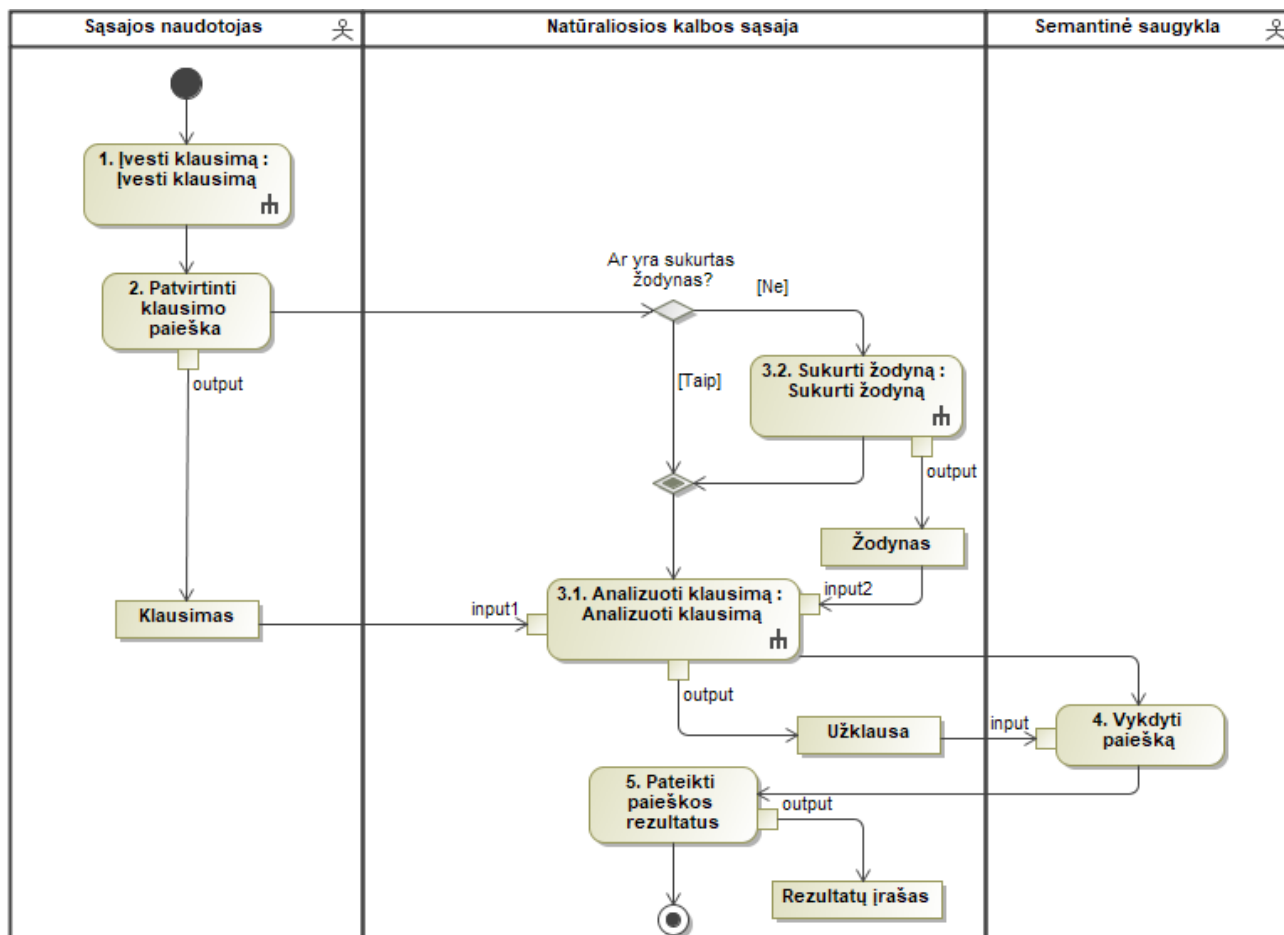 Sąsajos naudotojas
Natūraliosios kalbos sąsaja
Semantinė saugykla
1. Įvesti klausimą :
Įvesti klausimą
Ar yra sukurtas
žodynas?
[Ne]
2. Patvirtinti
klausimo
paieška
output
[Taip]
3.2. Sukurti žodyną :
Sukurti žodyną
output
Žodynas
3.1. Analizuoti klausimą :
Analizuoti klausimą
input2
input1
Klausimas
output
Užklausa
input
4. Vykdyti
paiešką
5. Pateikti
paieškos
rezultatus
output
Rezultatų įrašas